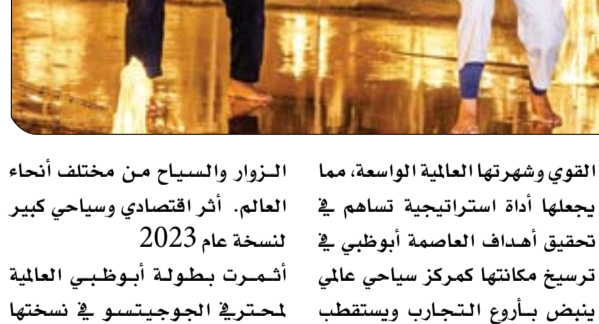 القوي وشهرتها العالمية الواسعة، مما
يجعلها أداة استراتيجية تساهم في
تحقيق أهداف العاصمة أبوظبي في
ترسيخ مكانتها كمركز سياحي عالمي
ينبض بأروع التجارب ويستقطب
الزوار والسياح من مختلف أنحاء
العالم. أثر اقتصادي وسياحي كبير
لنسخة عام 2023
أثمرت بطولة أبوظبي العالمية
لمحترفي الجوجيتسو في نسختها